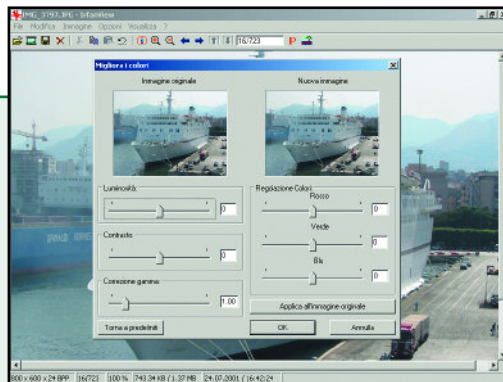 IMG_3797.JPG - IrfanView
File Modifica Immagine Opzioni Visualizza ?
16/723
Migliora i colori
Immagine originale
Nuova immagine
Luminosità:
0
Contrasto:
0
Correzione gamma:
1.00
Regolazione Colori:
Rosso
0
Verde
0
Blu
0
Applica all'immagine originale
Torna a predefiniti
OK
Annulla
800 x 600 x 24 BPP 16/723 100 % 743.34 KB / 1.37 MB 24.07.2001 / 16:42:24